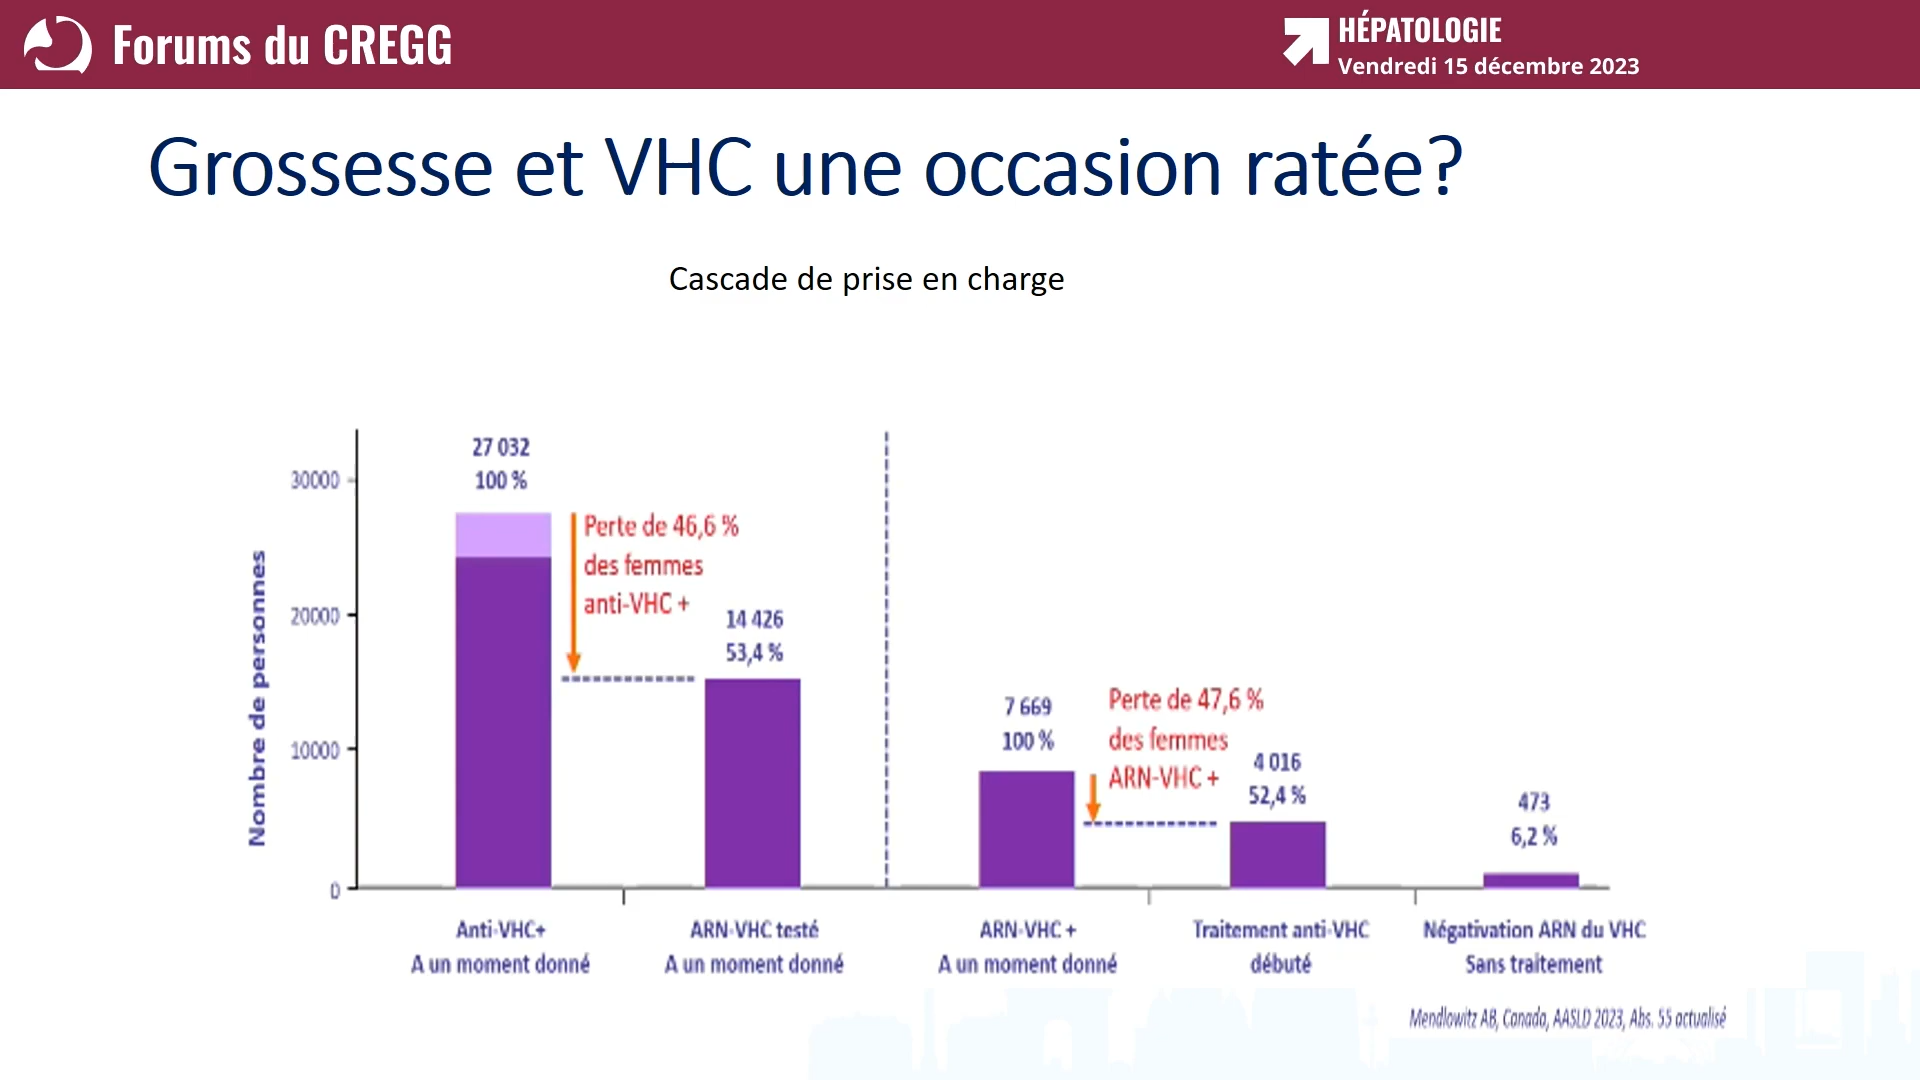 Forums du CREGG
HÉPATOLOGIE
Vendredi 15 décembre 2023
Grossesse et VHC une occasion ratée?
Cascade de prise en charge
Nombre de personnes
30000
20000
10000
0
27 032
100 %
Perte de 46,6 %
des femmes
anti-VHC +
14 426
53,4 %
7 669
100 %
Perte de 47,6 %
des femmes
ARN-VHC +
4 016
52,4 %
473
6,2 %
Anti-VHC+
A un moment donné
ARN-VHC testé
A un moment donné
ARN-VHC +
A un moment donné
Traitement anti-VHC
débuté
Négativation ARN du VHC
Sans traitement
Mendlowitz AB, Canada, AASLD 2023, Abs. 55 actualisé